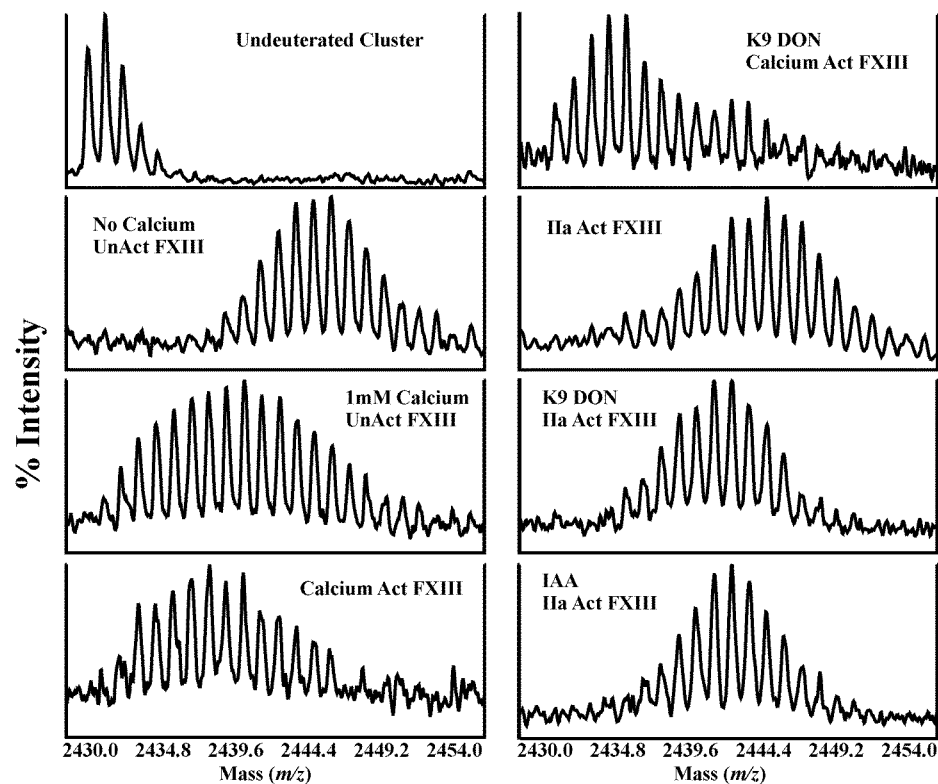 % Intensity
Undeuterated Cluster
No Calcium
UnAct FXIII
1mM Calcium
UnAct FXIII
Calcium Act FXIII
2430.0 2434.8 2439.6 2444.4 2449.2 2454.0
Mass (m/z)
K9 DON
Calcium Act FXIII
IIa Act FXIII
K9 DON
IIa Act FXIII
IAA
IIa Act FXIII
2430.0 2434.8 2439.6 2444.4 2449.2 2454.0
Mass (m/z)